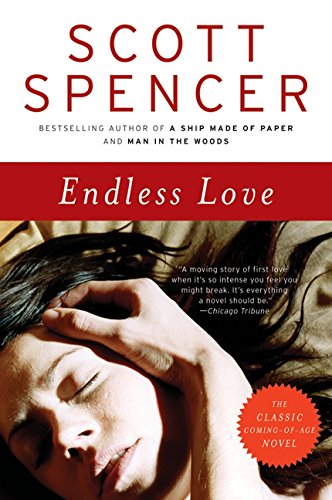 SCOTT
SPENCER
BESTSELLING AUTHOR OF A SHIP MADE OF PAPER
AND MAN IN THE WOODS
Endless Love
"A moving story of first love
when it's so intense you feel you
might break. It's everything
a novel should be."
—Chicago Tribune
THE
CLASSIC
COMING-OF-AGE
NOVEL